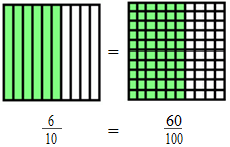 =
6/10 = 60/100